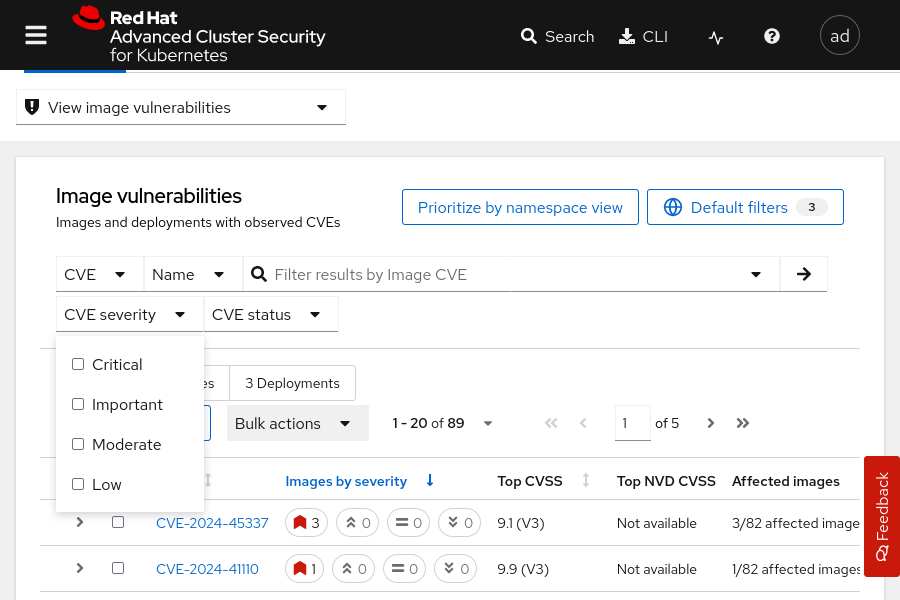 Red Hat
Advanced Cluster Security
for Kubernetes
Search
CLI
ad
View image vulnerabilities
Image vulnerabilities
Images and deployments with observed CVEs
Prioritize by namespace view
Default filters 3
CVE
Name
Filter results by Image CVE
CVE severity
CVE status
Critical
Important
Moderate
Low
es
3 Deployments
Bulk actions
1 - 20 of 89
1 of 5
Images by severity
Top CVSS
Top NVD CVSS
Affected images
CVE-2024-45337 3 0 0 0 9.1 (V3) Not available 3/82 affected image
CVE-2024-41110 1 0 0 0 9.9 (V3) Not available 1/82 affected images
Feedback